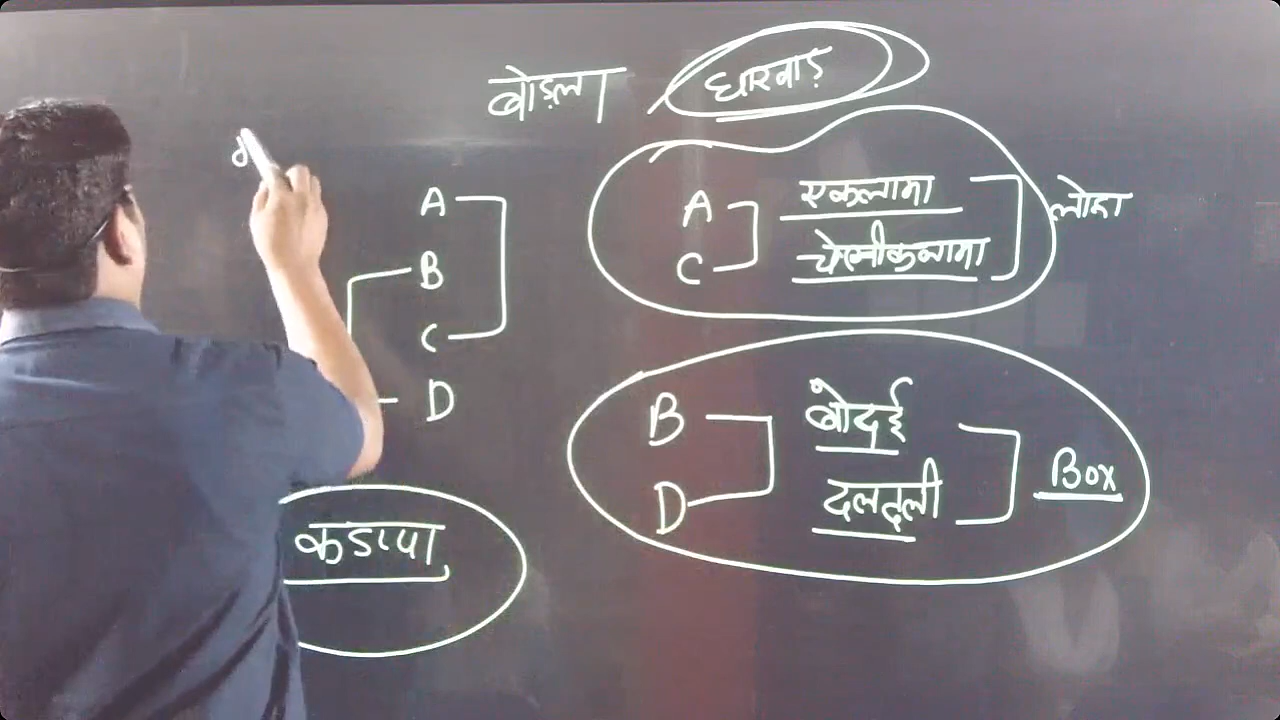 बोड़ला धारवाड़
A
B
C
D
A एकलामा
C चेलीकलामा
लोहा
B बोदई
D दलदली
Box
कडप्पा